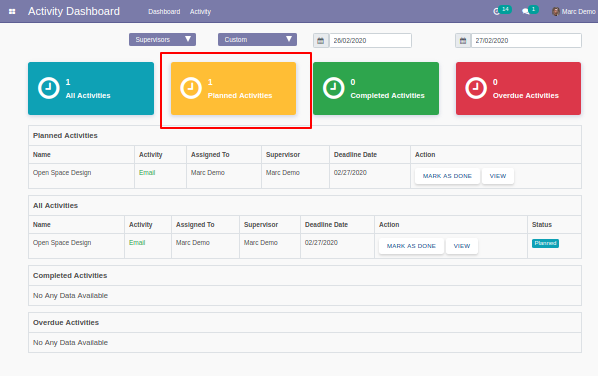 Activity Dashboard Dashboard Activity 14 1 Marc Demo
Supervisors Custom 26/02/2020 27/02/2020
1 1 0 0
All Activities Planned Activities Completed Activities Overdue Activities
Planned Activities
Name Activity Assigned To Supervisor Deadline Date Action
Open Space Design Email Marc Demo Marc Demo 02/27/2020 MARK AS DONE VIEW
All Activities
Name Activity Assigned To Supervisor Deadline Date Action Status
Open Space Design Email Marc Demo Marc Demo 02/27/2020 MARK AS DONE VIEW Planned
Completed Activities
No Any Data Available
Overdue Activities
No Any Data Available